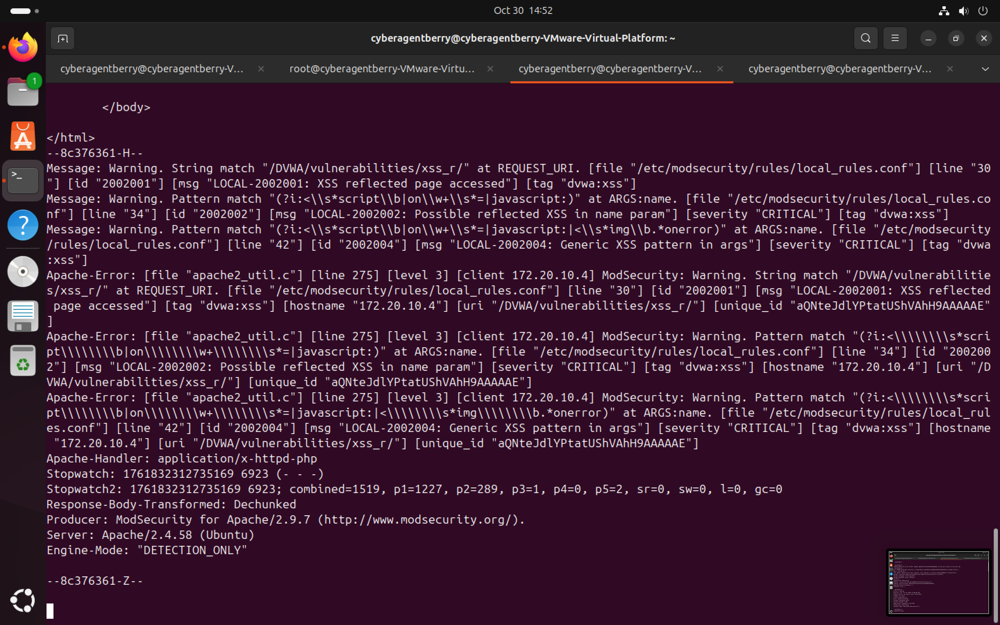 Oct 30 14:52
cyberagentberry@cyberagentberry-VMware-Virtual-Platform: ~
cyberagentberry@cyberagentberry-V... root@cyberagentberry-VMware-Virtu... cyberagentberry@cyberagentberry-V... cyberagentberry@cyberagentberry-V...
1
</body>
</html>
--8c376361-H--
Message: Warning. String match "/DVWA/vulnerabilities/xss_r/" at REQUEST_URI. [file "/etc/modsecurity/rules/local_rules.conf"] [line "30
"] [id "2002001"] [msg "LOCAL-2002001: XSS reflected page accessed"] [tag "dvwa:xss"]
Message: Warning. Pattern match "(?i:<\\s*script\\b|on\\w+\\s*=|javascript:)" at ARGS:name. [file "/etc/modsecurity/rules/local_rules.co
nf"] [line "34"] [id "2002002"] [msg "LOCAL-2002002: Possible reflected XSS in name param"] [severity "CRITICAL"] [tag "dvwa:xss"]
Message: Warning. Pattern match "(?i:<\\s*script\\b|on\\w+\\s*=|javascript:|<\\s*img\\b.*onerror)" at ARGS:name. [file "/etc/modsecurity
/rules/local_rules.conf"] [line "42"] [id "2002004"] [msg "LOCAL-2002004: Generic XSS pattern in args"] [severity "CRITICAL"] [tag "dvwa
:xss"]
Apache-Error: [file "apache2_util.c"] [line 275] [level 3] [client 172.20.10.4] ModSecurity: Warning. String match "/DVWA/vulnerabilitie
s/xss_r/" at REQUEST_URI. [file "/etc/modsecurity/rules/local_rules.conf"] [line "30"] [id "2002001"] [msg "LOCAL-2002001: XSS reflected
 page accessed"] [tag "dvwa:xss"] [hostname "172.20.10.4"] [uri "/DVWA/vulnerabilities/xss_r/"] [unique_id "aQNteJdlYPtatUShVAhH9AAAAAE"
]
Apache-Error: [file "apache2_util.c"] [line 275] [level 3] [client 172.20.10.4] ModSecurity: Warning. Pattern match "(?i:<\\\\\\\\s*scri
pt\\\\\\\\b|on\\\\\\\\w+\\\\\\\\s*=|javascript:)" at ARGS:name. [file "/etc/modsecurity/rules/local_rules.conf"] [line "34"] [id "200200
2"] [msg "LOCAL-2002002: Possible reflected XSS in name param"] [severity "CRITICAL"] [tag "dvwa:xss"] [hostname "172.20.10.4"] [uri "/D
VWA/vulnerabilities/xss_r/"] [unique_id "aQNteJdlYPtatUShVAhH9AAAAAE"]
Apache-Error: [file "apache2_util.c"] [line 275] [level 3] [client 172.20.10.4] ModSecurity: Warning. Pattern match "(?i:<\\\\\\\\s*scri
pt\\\\\\\\b|on\\\\\\\\w+\\\\\\\\s*=|javascript:|<\\\\\\\\s*img\\\\\\\\b.*onerror)" at ARGS:name. [file "/etc/modsecurity/rules/local_rul
es.conf"] [line "42"] [id "2002004"] [msg "LOCAL-2002004: Generic XSS pattern in args"] [severity "CRITICAL"] [tag "dvwa:xss"] [hostname
 "172.20.10.4"] [uri "/DVWA/vulnerabilities/xss_r/"] [unique_id "aQNteJdlYPtatUShVAhH9AAAAAE"]
Apache-Handler: application/x-httpd-php
Stopwatch: 1761832312735169 6923 (- - -)
Stopwatch2: 1761832312735169 6923; combined=1519, p1=1227, p2=289, p3=1, p4=0, p5=2, sr=0, sw=0, l=0, gc=0
Response-Body-Transformed: Dechunked
Producer: ModSecurity for Apache/2.9.7 (http://www.modsecurity.org/).
Server: Apache/2.4.58 (Ubuntu)
Engine-Mode: "DETECTION_ONLY"
--8c376361-Z--